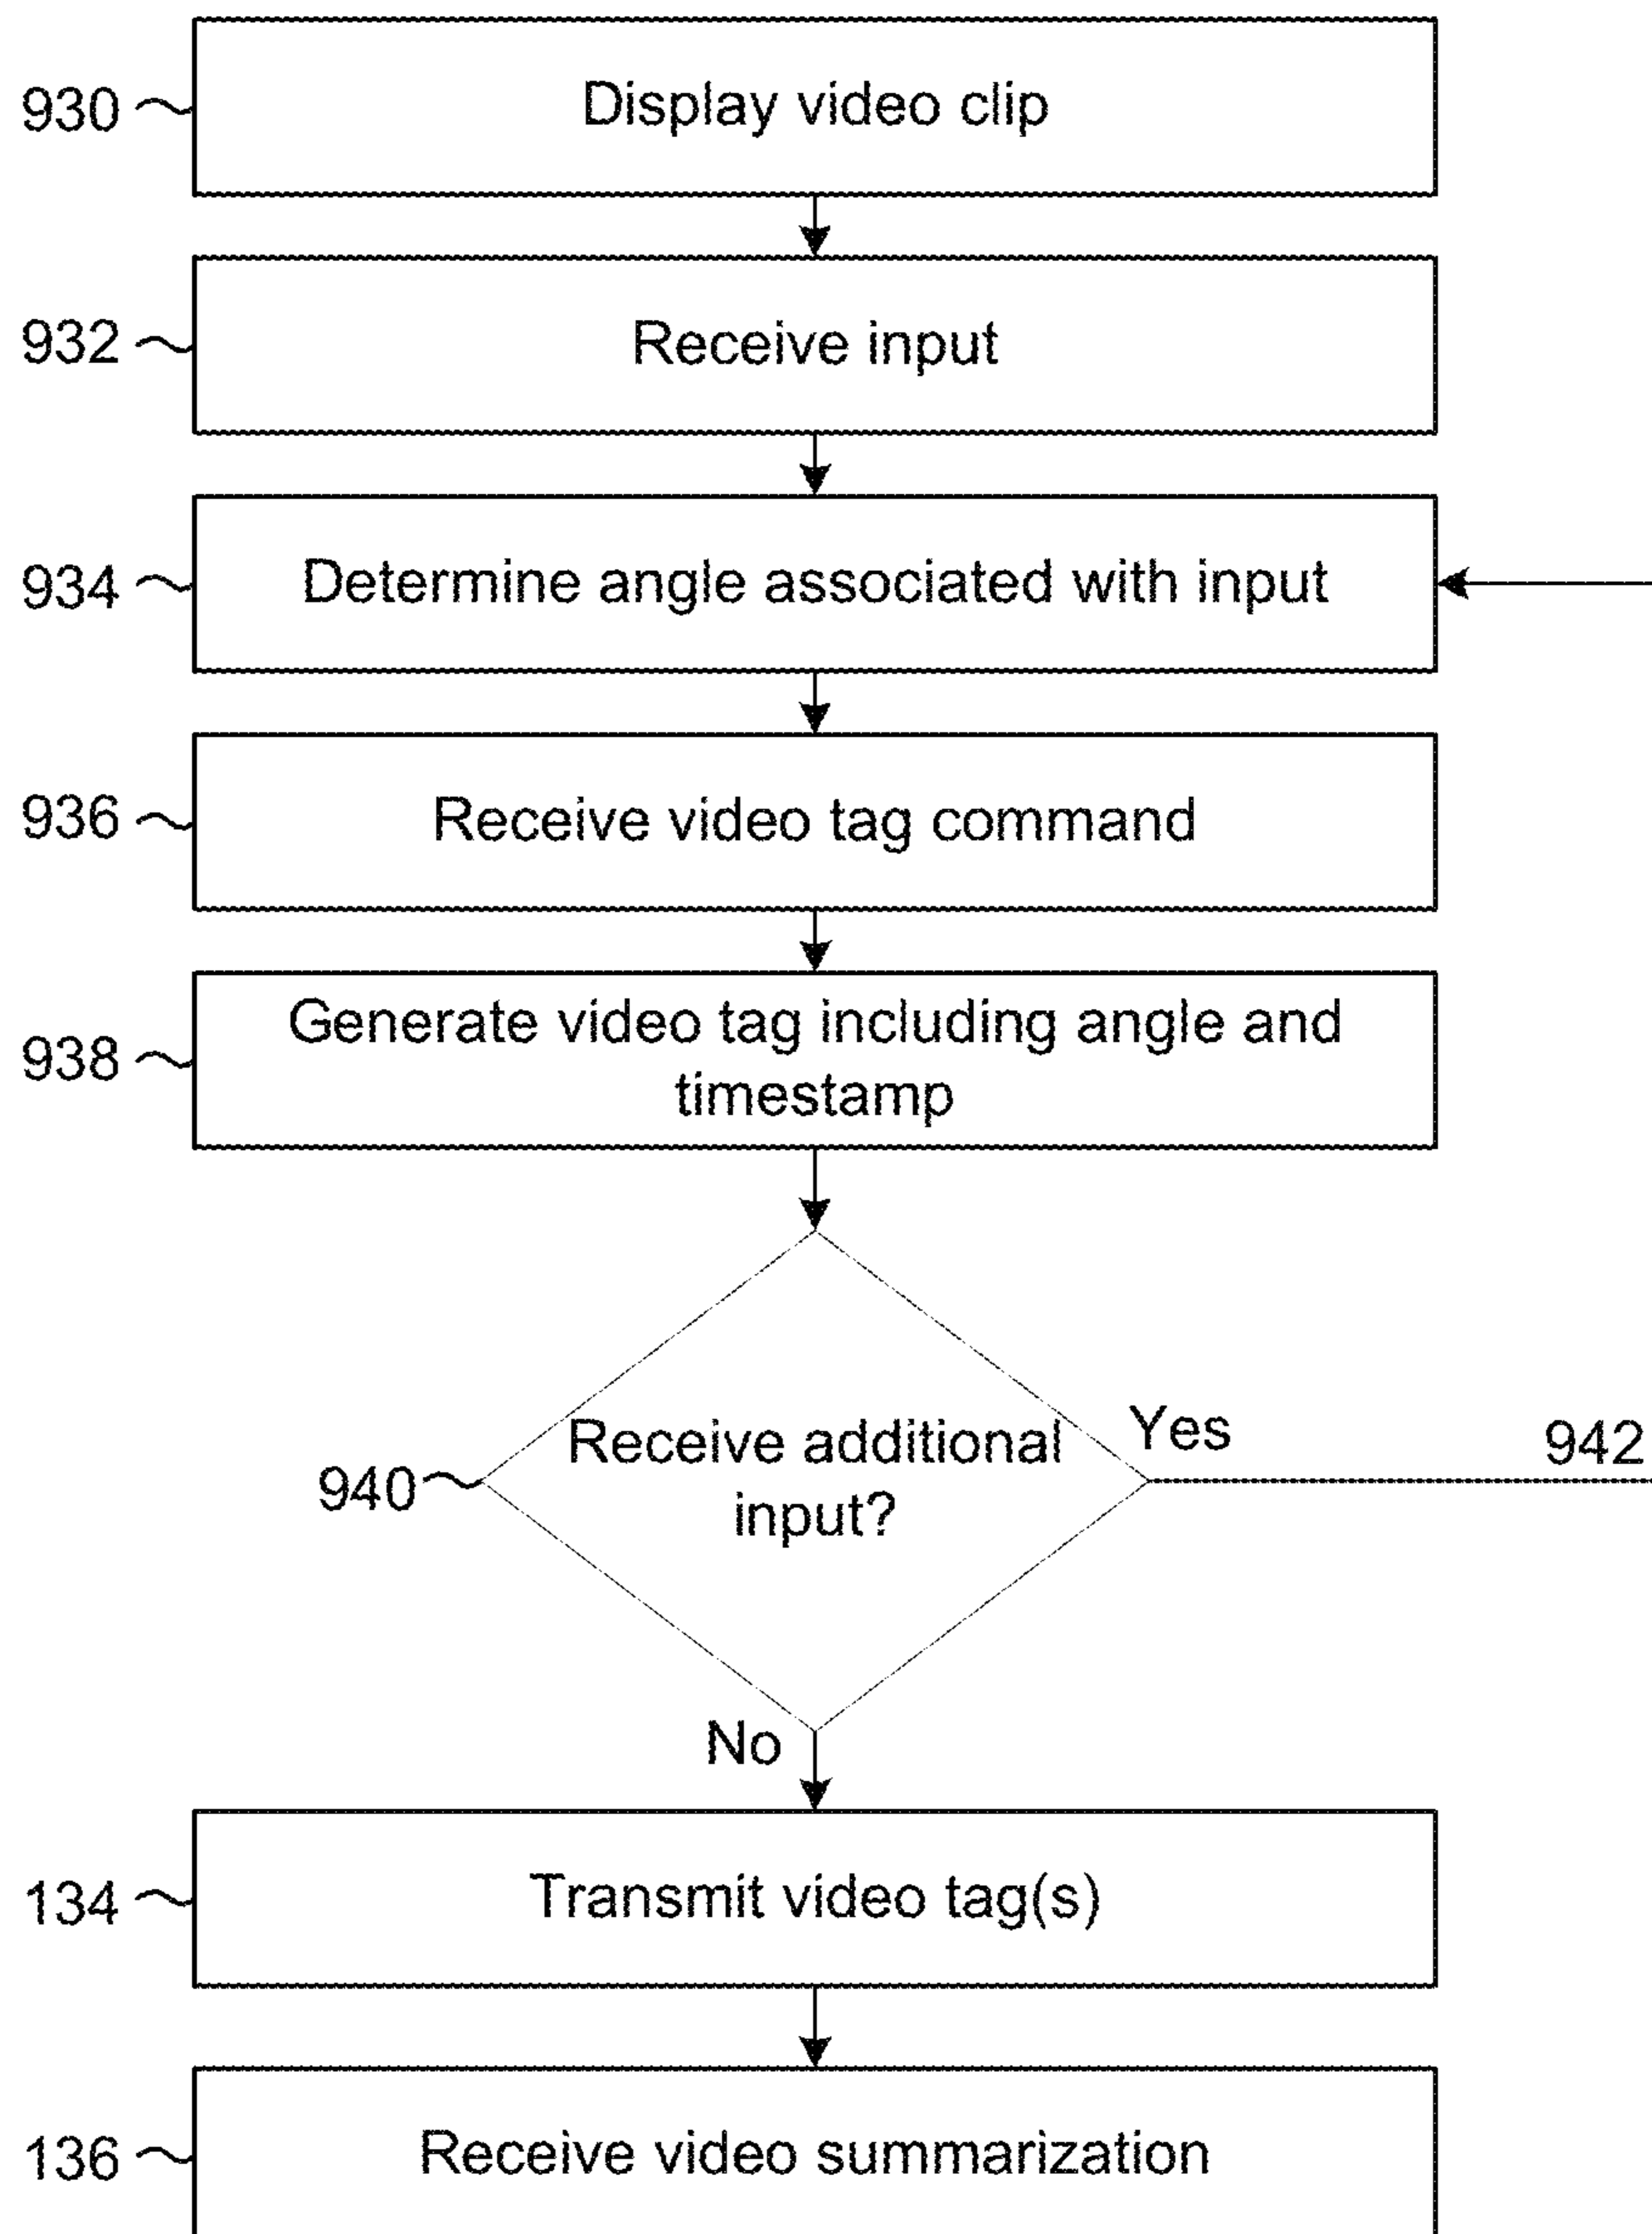 930
Display video clip
932
Receive input
934
Determine angle associated with input
936
Receive video tag command
938
Generate video tag including angle and
timestamp
940
Receive additional
input?
Yes
942
No
134
Transmit video tag(s)
136
Receive video summarization